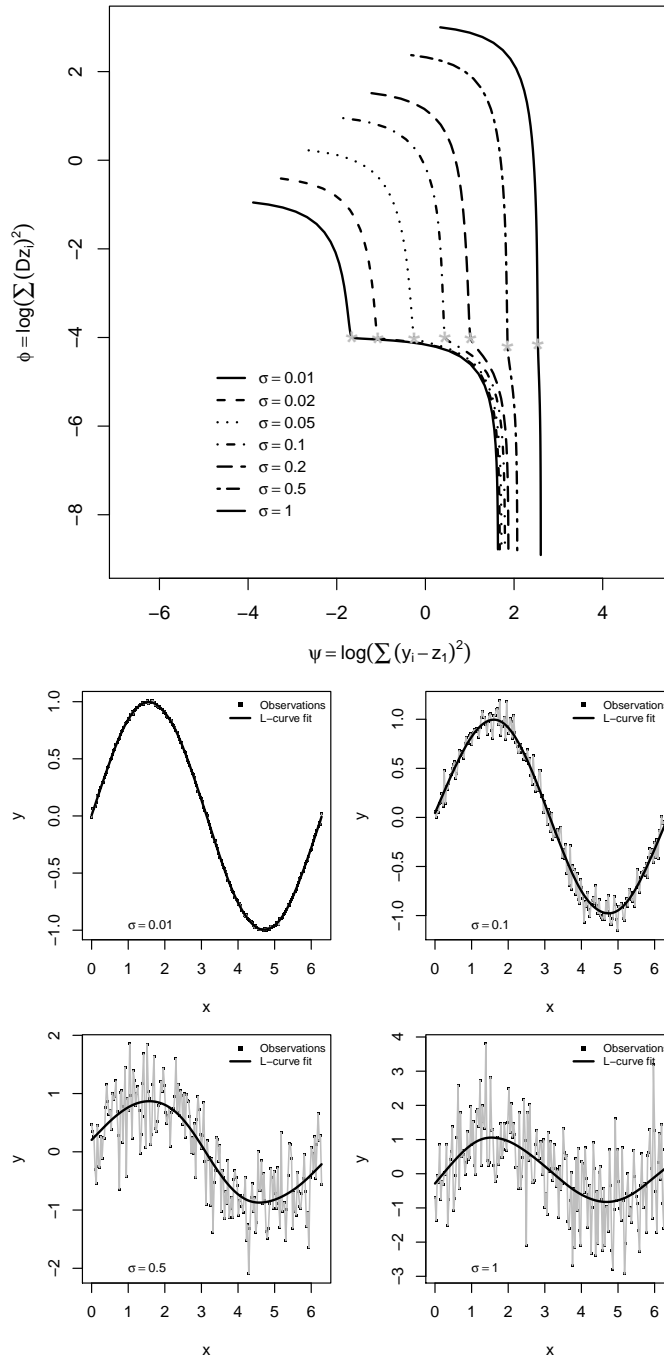 2
0
−2
−4
−6
−8
ϕ = log(∑ (Dzᵢ)²)
σ = 0.01
σ = 0.02
σ = 0.05
σ = 0.1
σ = 0.2
σ = 0.5
σ = 1
−6 −4 −2 0 2 4
ψ = log(∑ (yᵢ − z₁)²)
1.0
0.5
0.0
−0.5
−1.0
y
Observations
L−curve fit
σ = 0.01
0 1 2 3 4 5 6
x
1.0
0.5
0.0
−0.5
−1.0
y
Observations
L−curve fit
σ = 0.1
0 1 2 3 4 5 6
x
2
1
0
−1
−2
y
Observations
L−curve fit
σ = 0.5
0 1 2 3 4 5 6
x
4
3
2
1
0
−1
−2
−3
y
Observations
L−curve fit
σ = 1
0 1 2 3 4 5 6
x